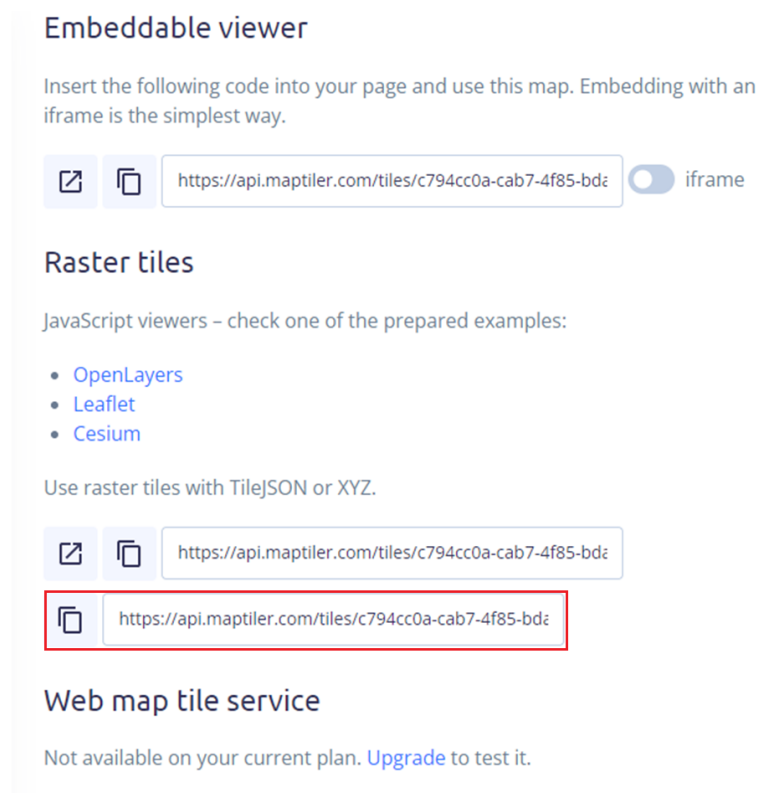 Embeddable viewer
Insert the following code into your page and use this map. Embedding with an
iframe is the simplest way.
https://api.maptiler.com/tiles/c794cc0a-cab7-4f85-bda
iframe
Raster tiles
JavaScript viewers – check one of the prepared examples:
• OpenLayers
• Leaflet
• Cesium
Use raster tiles with TileJSON or XYZ.
https://api.maptiler.com/tiles/c794cc0a-cab7-4f85-bda
https://api.maptiler.com/tiles/c794cc0a-cab7-4f85-bda
Web map tile service
Not available on your current plan. Upgrade to test it.